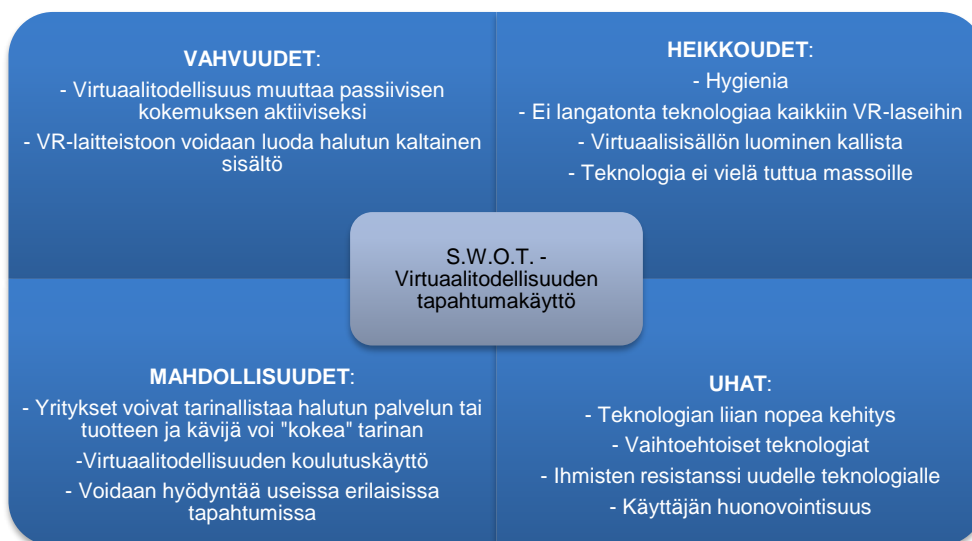 VAHVUUDET:
- Virtuaalitodellisuus muuttaa passiivisen
kokemuksen aktiiviseksi
- VR-laitteistoon voidaan luoda halutun kaltainen
sisältö
HEIKKOUDET:
- Hygienia
- Ei langatonta teknologiaa kaikkiin VR-laseihin
- Virtuaalisisällön luominen kallista
- Teknologia ei vielä tuttua massoille
S.W.O.T. -
Virtuaalitodellisuuden
tapahtumakäyttö
MAHDOLLISUUDET:
- Yritykset voivat tarinallistaa halutun palvelun tai
tuotteen ja kävijä voi "kokea" tarinan
-Virtuaalitodellisuuden koulutuskäyttö
- Voidaan hyödyntää useissa erilaisissa
tapahtumissa
UHAT:
- Teknologian liian nopea kehitys
- Vaihtoehtoiset teknologiat
- Ihmisten resistanssi uudelle teknologialle
- Käyttäjän huonovointisuus